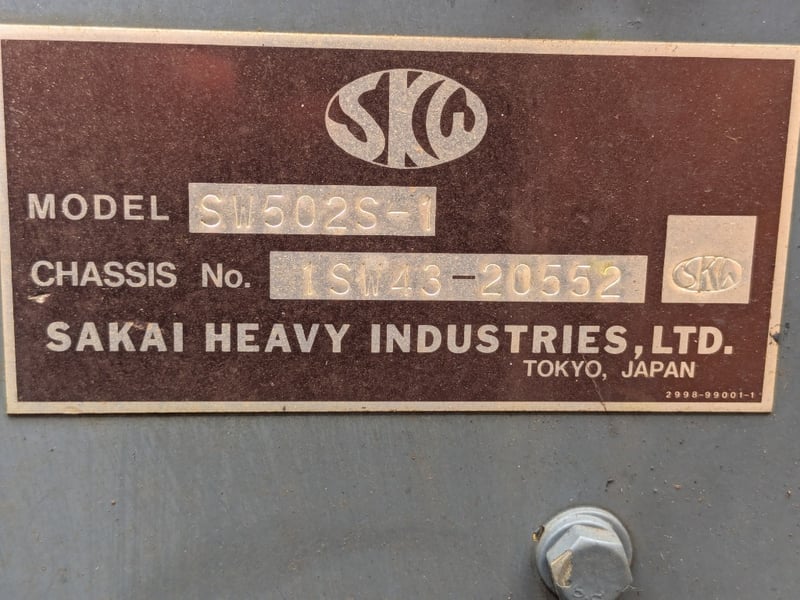 SKW
MODEL SW502S-1
CHASSIS No. 1SW43-20552
SKW
SAKAI HEAVY INDUSTRIES, LTD.
TOKYO, JAPAN
2998-99001-1